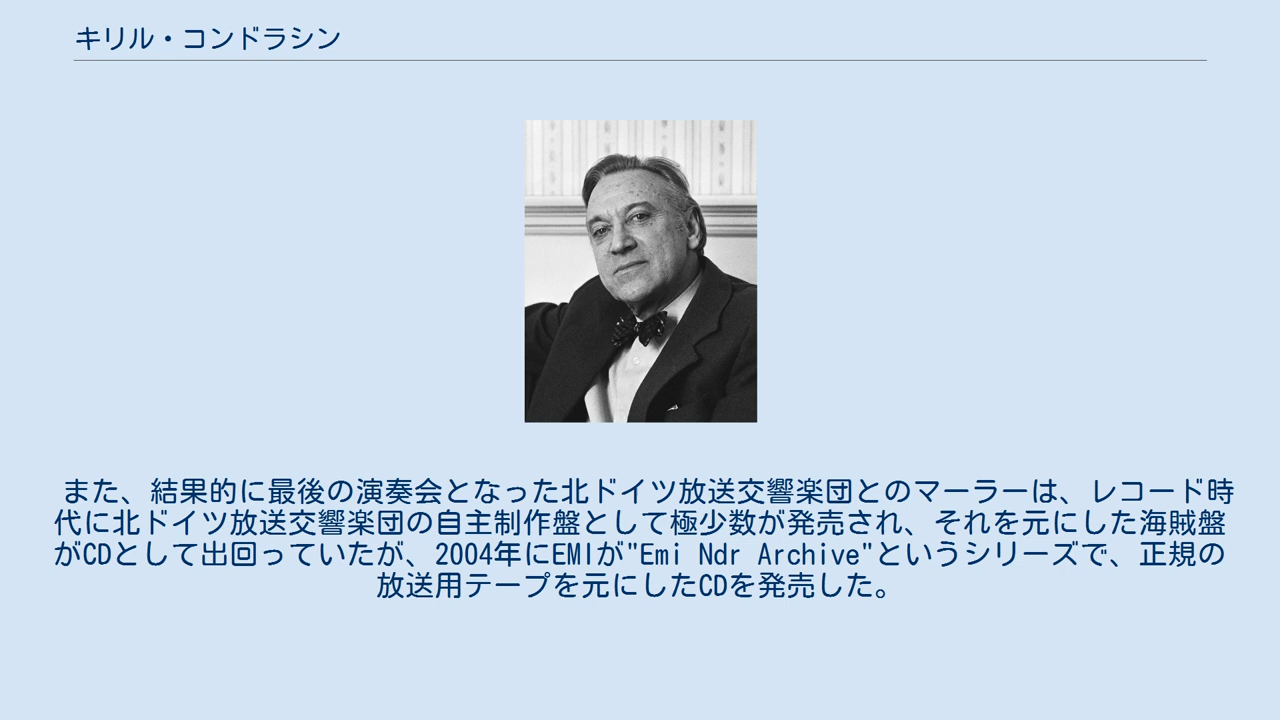 キリル・コンドラシン
また、結果的に最後の演奏会となった北ドイツ放送交響楽団とのマーラーは、レコード時
代に北ドイツ放送交響楽団の自主制作盤として極少数が発売され、それを元にした海賊盤
がCDとして出回っていたが、2004年にEMIが"Emi Ndr Archive"というシリーズで、正規の
放送用テープを元にしたCDを発売した。